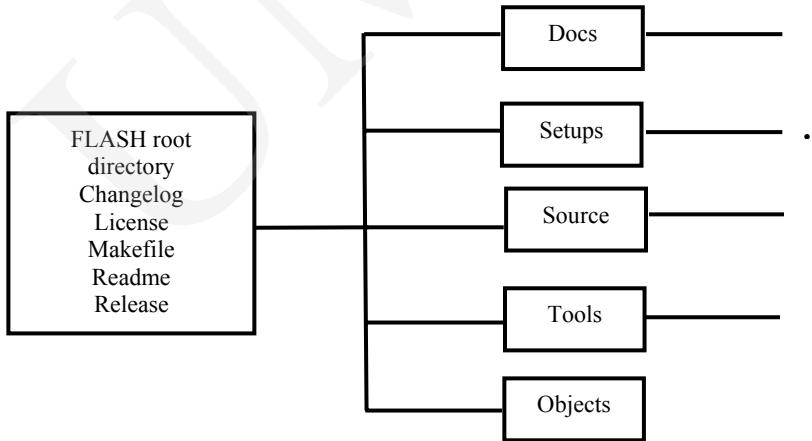 FLASH root
directory
Changelog
License
Makefile
Readme
Release
Docs
Setups
.
Source
Tools
Objects